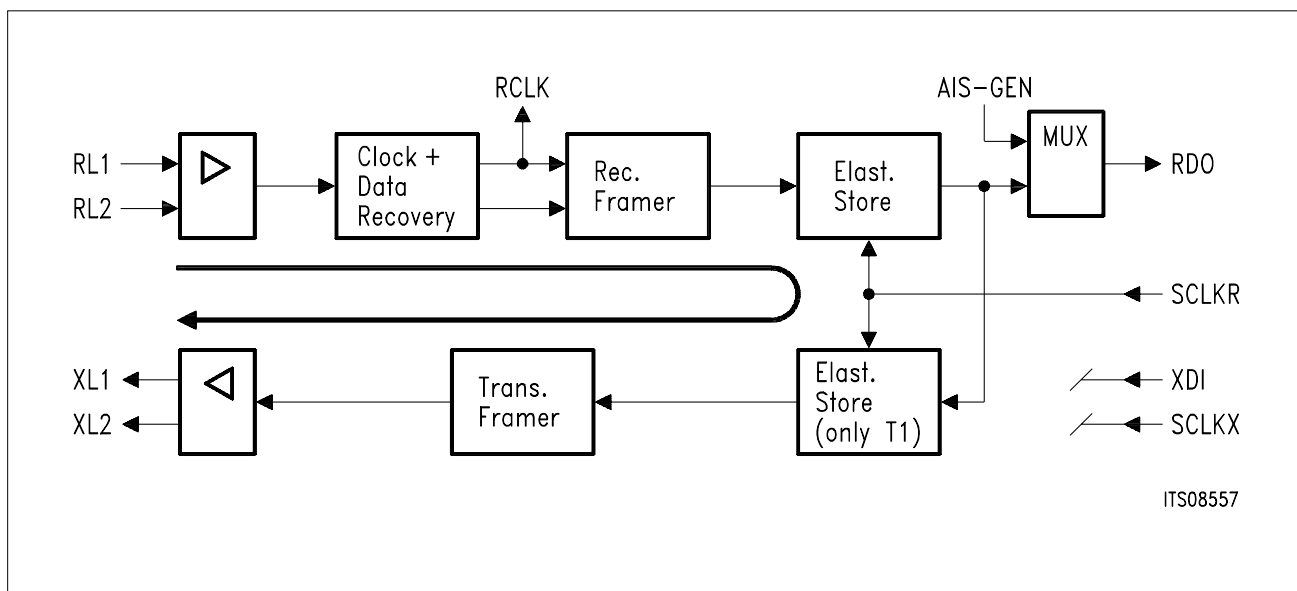 RCLK
AIS-GEN
RL1
RL2
Clock +
Data
Recovery
Rec.
Framer
Elast.
Store
MUX
RDO
SCLKR
XL1
XL2
Trans.
Framer
Elast.
Store
(only T1)
XDI
SCLKX
ITS08557